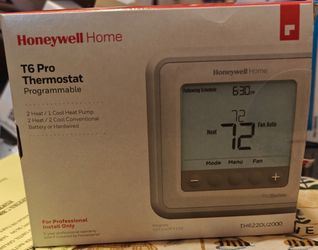 Honeywell Home
T6 Pro
Thermostat
Programmable
2 Heat / 1 Cool Heat Pump
2 Heat / 2 Cool Conventional
Battery or Hardwired
For Professional
Install Only
Honeywell Home
Following Schedule
6:30 PM
72
Heat
72
Fan Auto
Mode Menu Fan
TH6220U2000